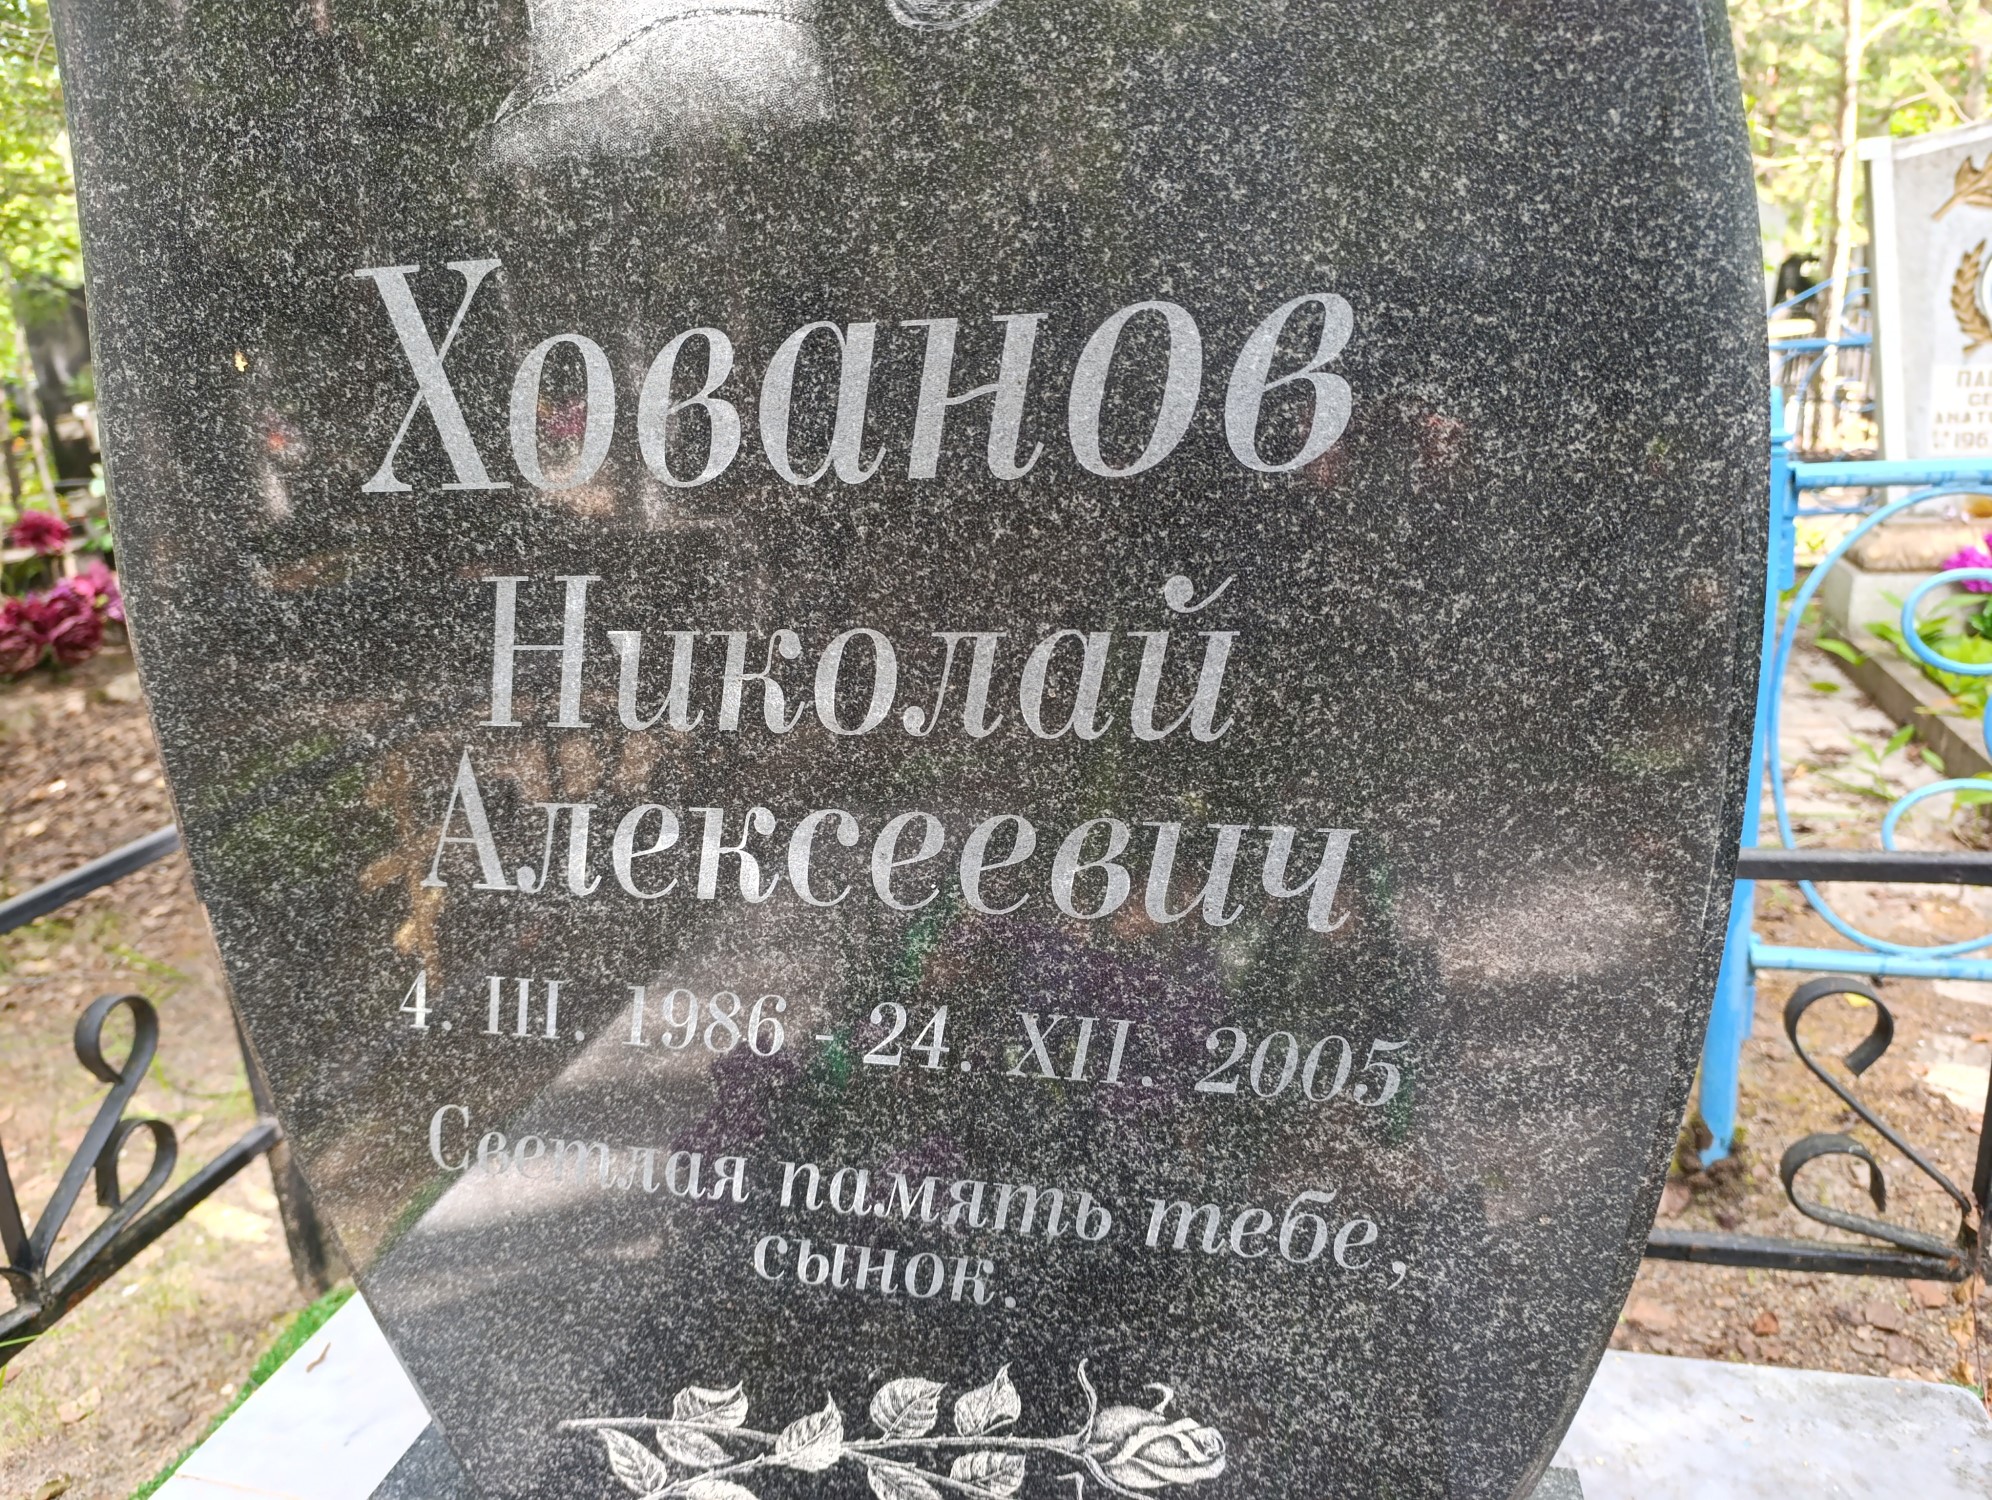 Хованов
Николай
Алексеевич
4. III. 1986 - 24. XII. 2005
Светлая память тебе,
сынок.